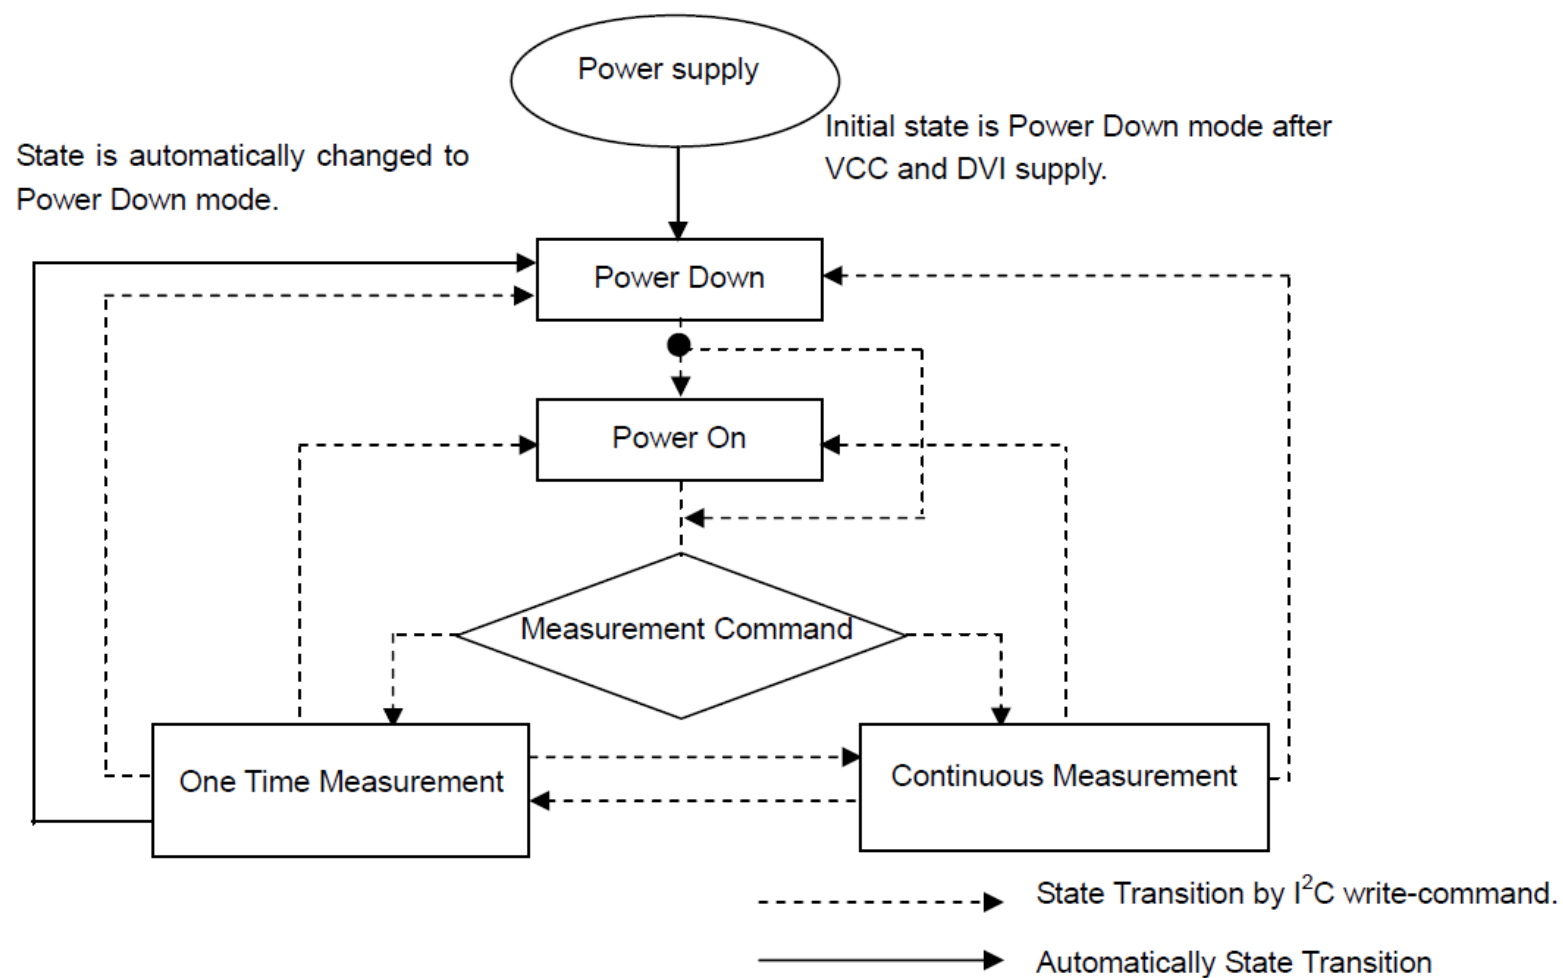 Power supply
Initial state is Power Down mode after
VCC and DVI supply.
State is automatically changed to
Power Down mode.
Power Down
Power On
Measurement Command
One Time Measurement
Continuous Measurement
State Transition by I²C write-command.
Automatically State Transition